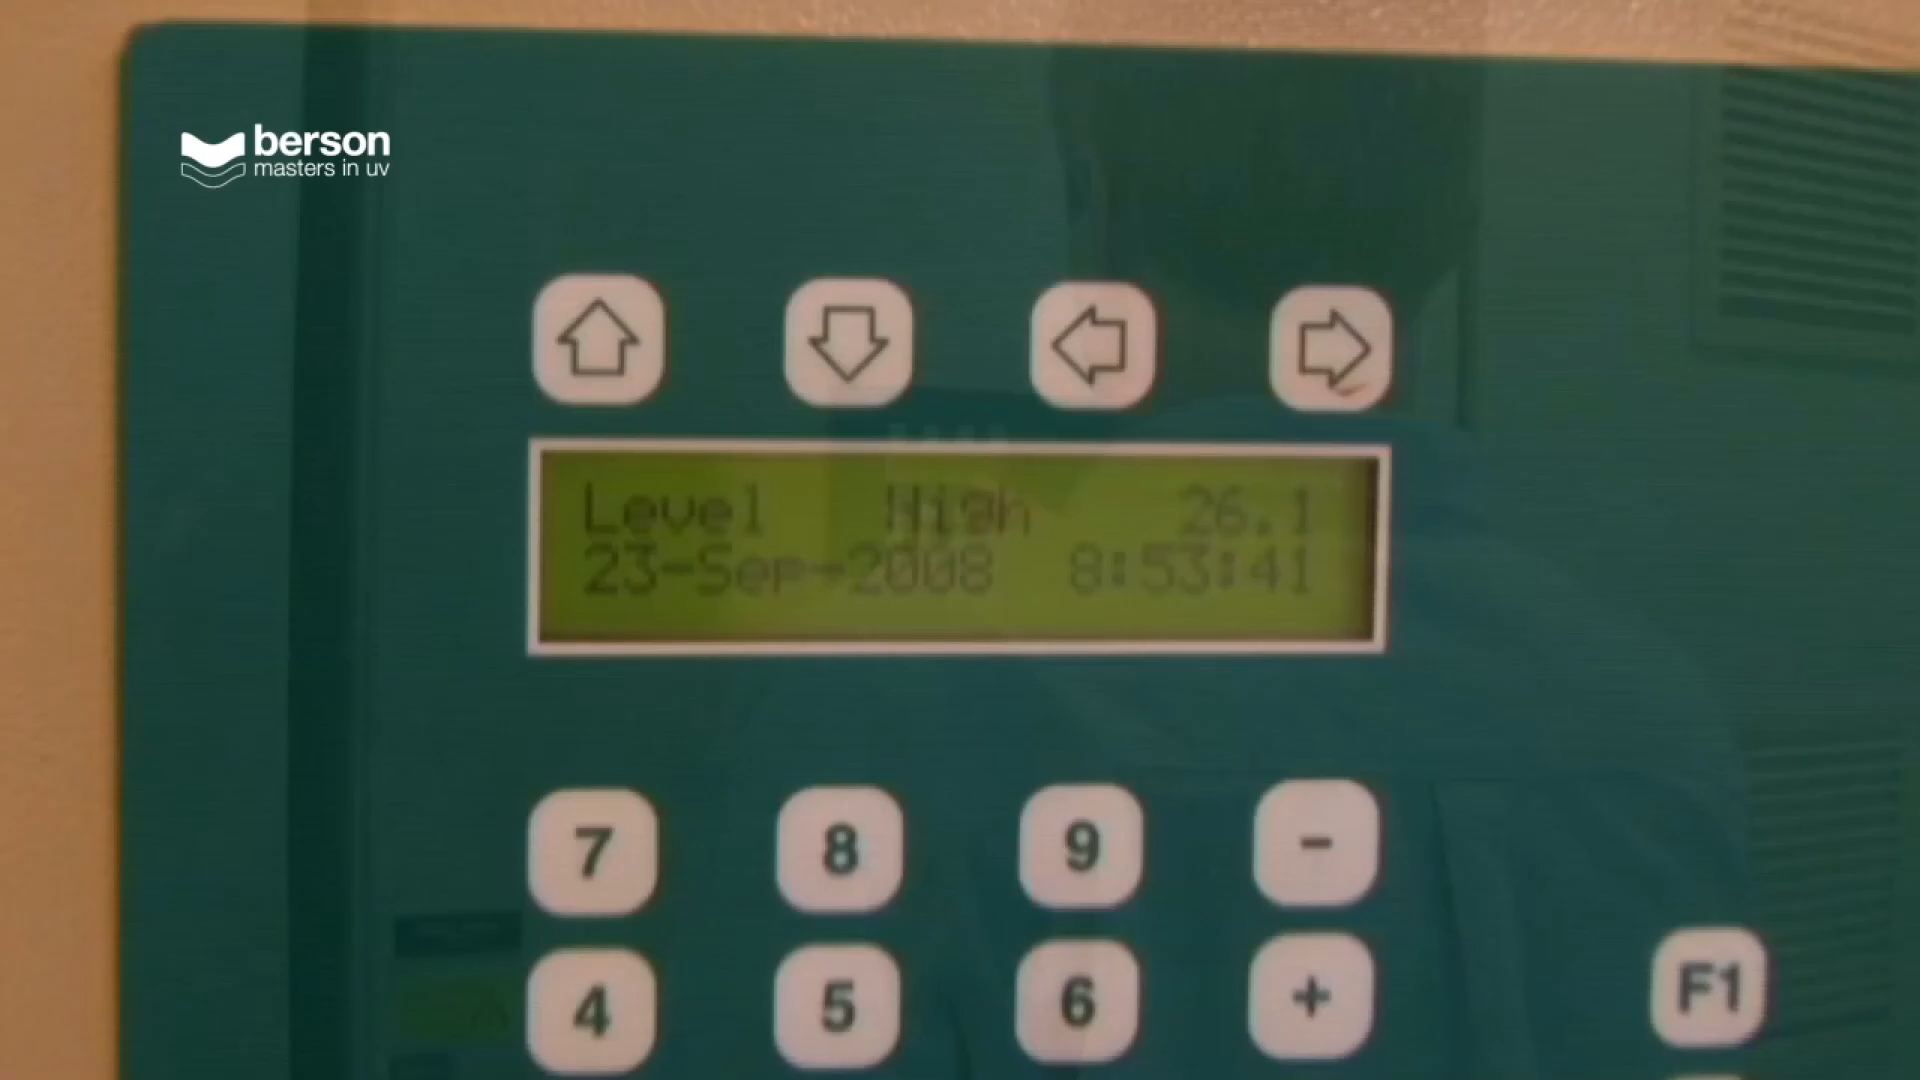 berson
masters in uv
Level High 26.1
23-Sep-2008 8:53:41
7 8 9 -
4 5 6 +
F1